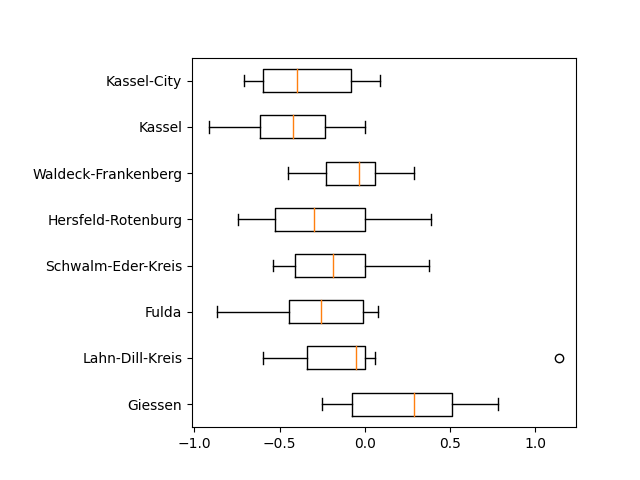 Kassel-City
Kassel
Waldeck-Frankenberg
Hersfeld-Rotenburg
Schwalm-Eder-Kreis
Fulda
Lahn-Dill-Kreis
Giessen
−1.0 −0.5 0.0 0.5 1.0